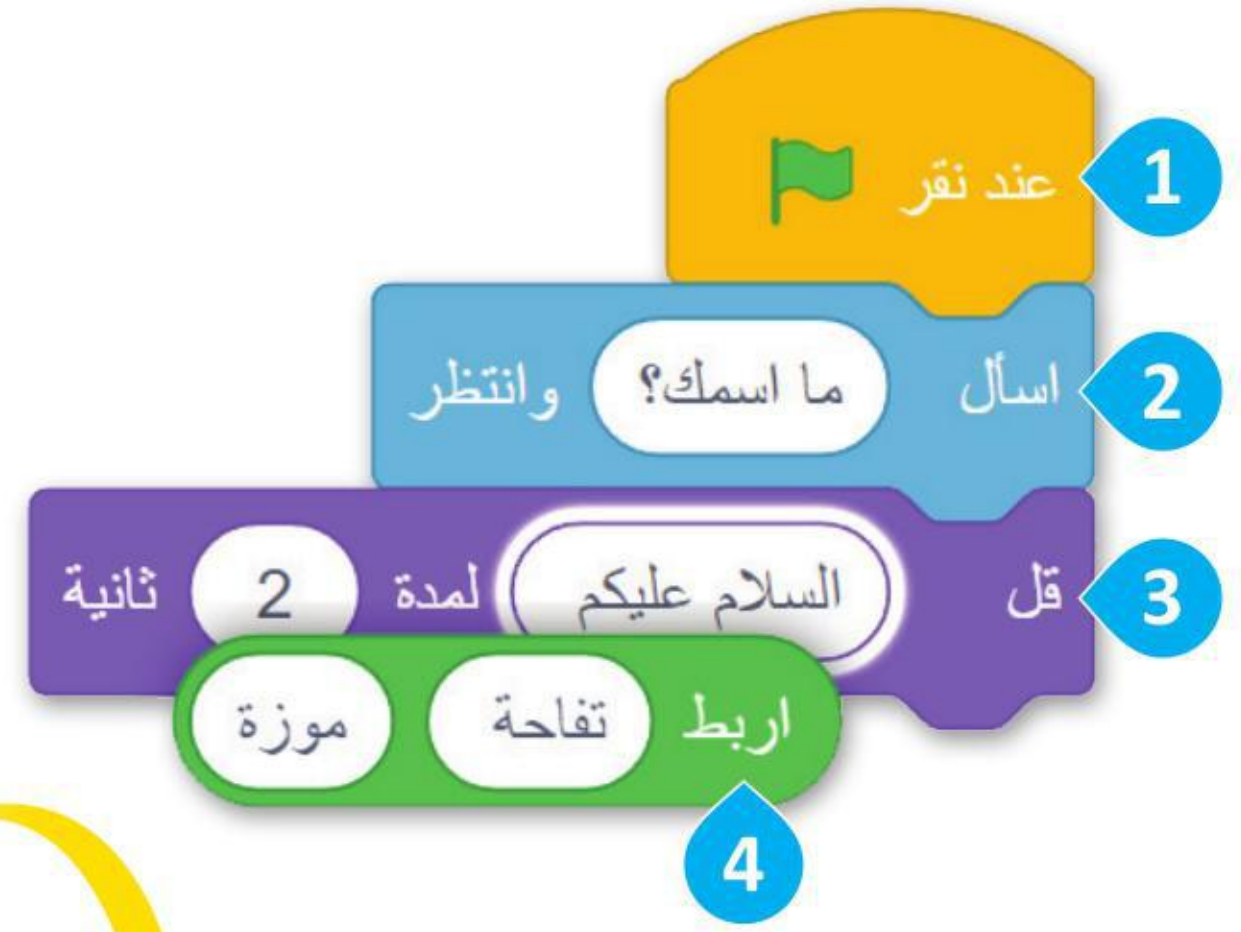 عند نقر 1
اسأل ما اسمك؟ وانتظر 2
قل السلام عليكم لمدة 2 ثانية 3
اربط تفاحة موزة
4